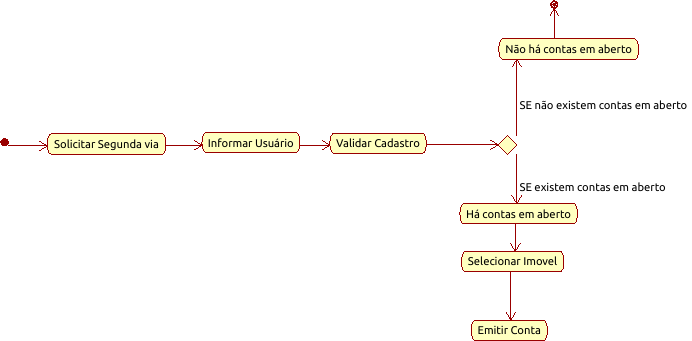 Não há contas em aberto
SE não existem contas em aberto
Solicitar Segunda via
Informar Usuário
Validar Cadastro
SE existem contas em aberto
Há contas em aberto
Selecionar Imovel
Emitir Conta